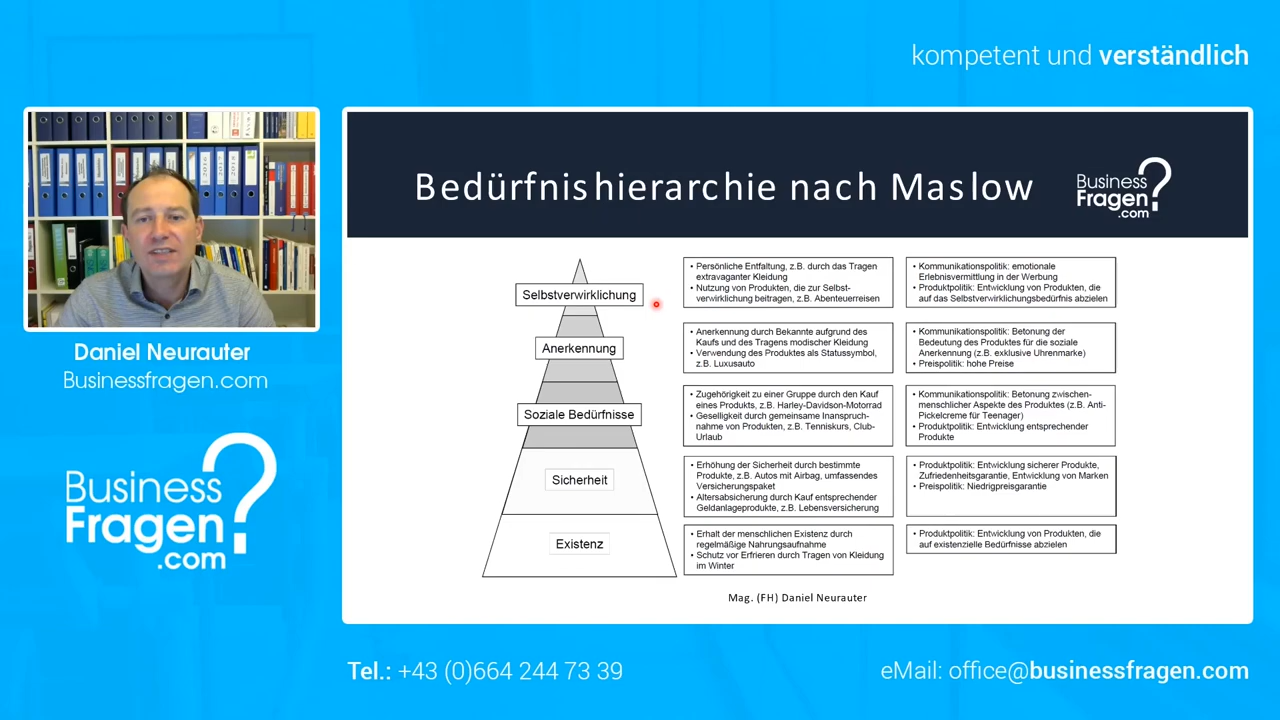 kompetent und verständlich
Daniel Neurauter
Businessfragen.com
Business
Fragen?
.com
Bedürfnishierarchie nach Maslow
Business
Fragen?
.com
Selbstverwirklichung
• Persönliche Entfaltung, z.B. durch das Tragen
extravaganter Kleidung
• Nutzung von Produkten, die zur Selbst-
verwirklichung beitragen, z.B. Abenteuerreisen
• Kommunikationspolitik: emotionale
Erlebnisvermittlung in der Werbung
• Produktpolitik: Entwicklung von Produkten, die
auf das Selbstverwirklichungsbedürfnis abzielen
Anerkennung
• Anerkennung durch Bekannte aufgrund des
Kaufs und des Tragens modischer Kleidung
• Verwendung des Produktes als Statussymbol,
z.B. Luxusauto
• Kommunikationspolitik: Betonung der
Bedeutung des Produktes für die soziale
Anerkennung (z.B. exklusive Uhrenmarke)
• Preispolitik: hohe Preise
Soziale Bedürfnisse
• Zugehörigkeit zu einer Gruppe durch den Kauf
eines Produkts, z.B. Harley-Davidson-Motorrad
• Geselligkeit durch gemeinsame Inanspruch-
nahme von Produkten, z.B. Tenniskurs, Club-
Urlaub
• Kommunikationspolitik: Betonung zwischen-
menschlicher Aspekte des Produktes (z.B. Anti-
Pickelcreme für Teenager)
• Produktpolitik: Entwicklung entsprechender
Produkte
Sicherheit
• Erhöhung der Sicherheit durch bestimmte
Produkte, z.B. Autos mit Airbag, umfassendes
Versicherungspaket
• Altersabsicherung durch Kauf entsprechender
Geldanlageprodukte, z.B. Lebensversicherung
• Produktpolitik: Entwicklung sicherer Produkte,
Zufriedenheitsgarantie, Entwicklung von Marken
• Preispolitik: Niedrigpreisgarantie
Existenz
• Erhalt der menschlichen Existenz durch
regelmäßige Nahrungsaufnahme
• Schutz vor Erfrieren durch Tragen von Kleidung
im Winter
• Produktpolitik: Entwicklung von Produkten, die
auf existenzielle Bedürfnisse abzielen
Mag. (FH) Daniel Neurauter
Tel.: +43 (0)664 244 73 39
eMail: office@businessfragen.com